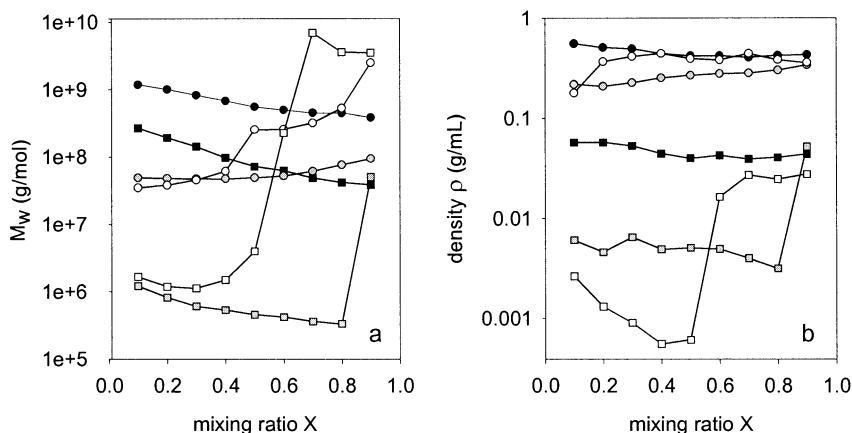 1e+10
1e+9
1e+8
1e+7
1e+6
1e+5
M_W (g/mol)
0.0 0.2 0.4 0.6 0.8 1.0
mixing ratio X
a
1
0.1
0.01
0.001
density ρ (g/mL)
0.0 0.2 0.4 0.6 0.8 1.0
mixing ratio X
b